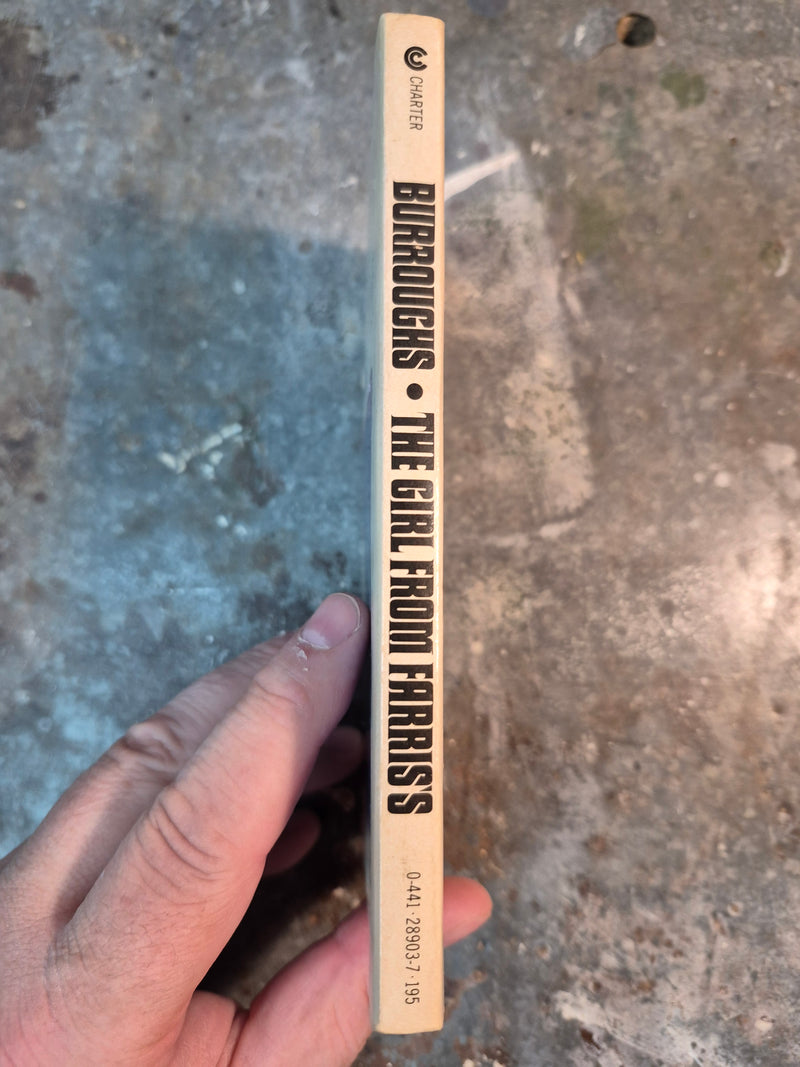 CHARTER
BURROUGHS • THE GIRL FROM FARRIS'S
0-441-28903-7·195